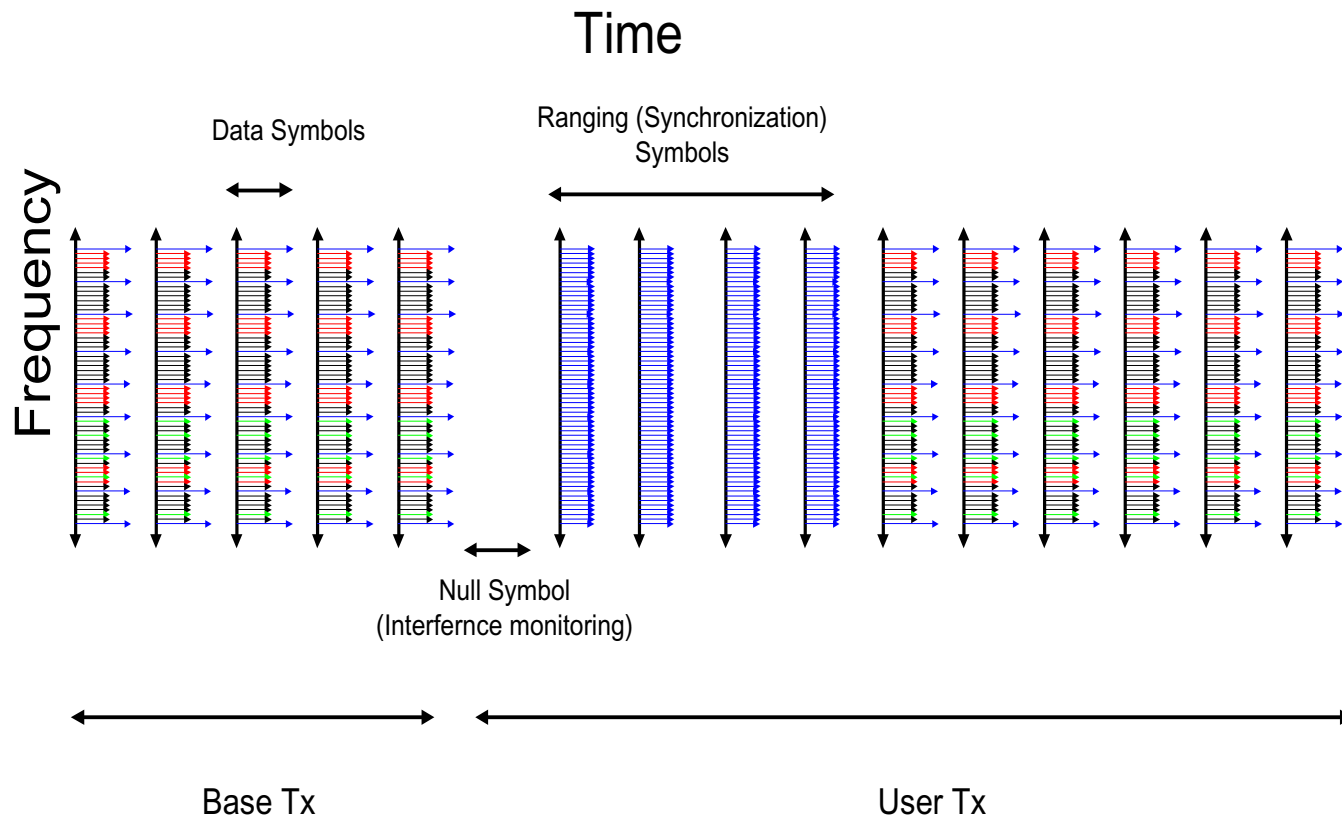 Time
Data Symbols
Ranging (Synchronization)
Symbols
Frequency
Null Symbol
(Interfernce monitoring)
Base Tx
User Tx